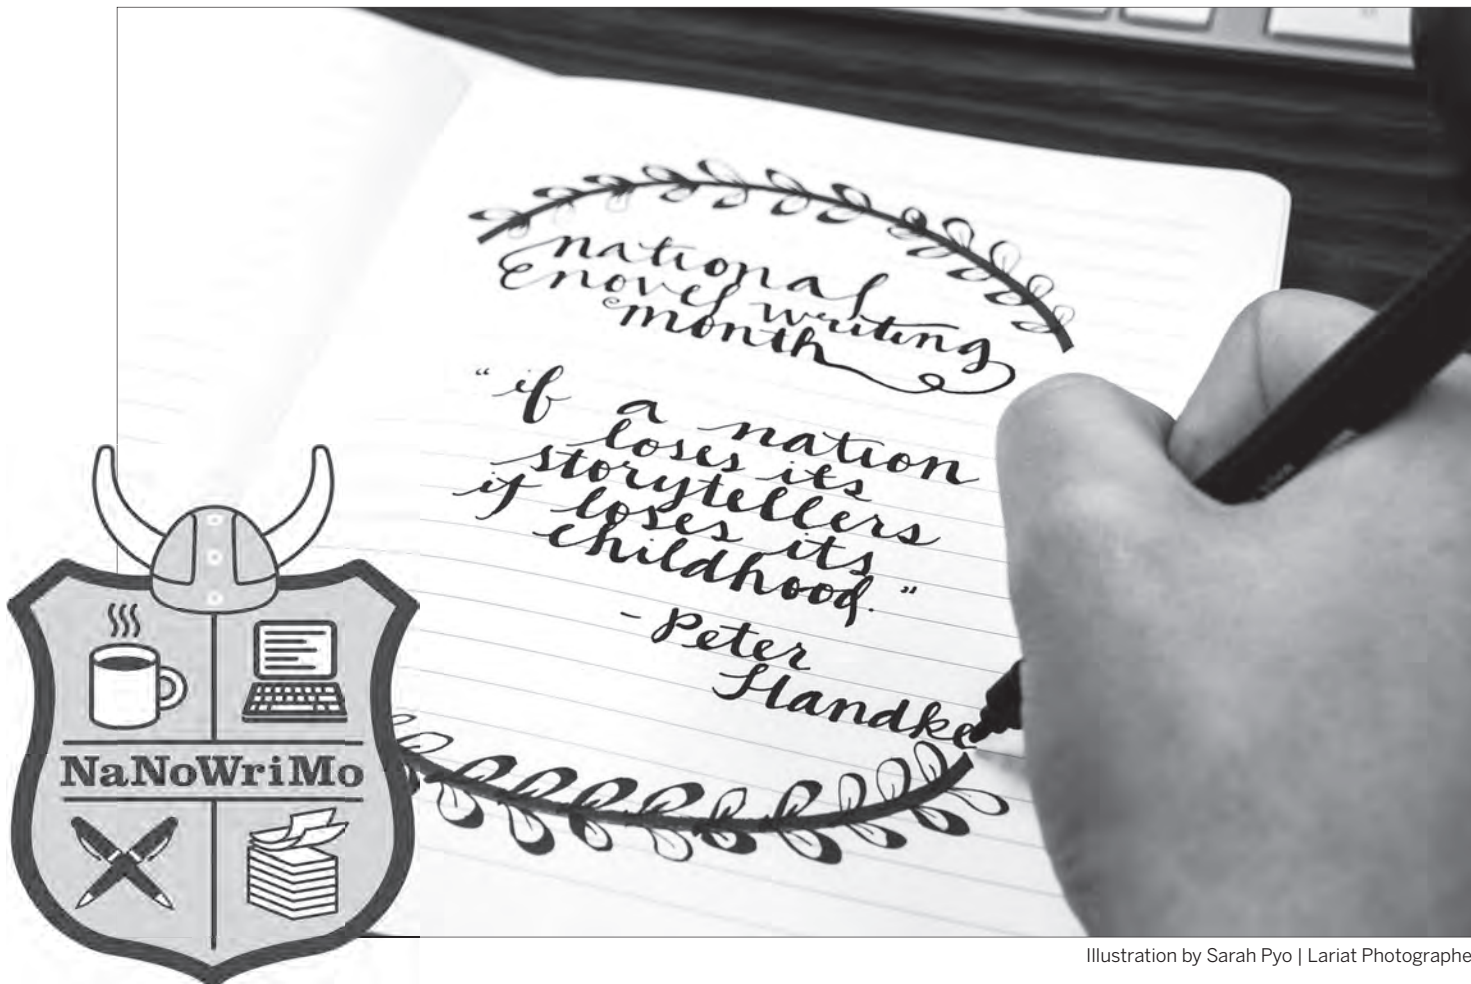 national
novel writing
month
“if a nation
loses its
storytellers
it loses its
childhood.”
- Peter
Handke
NaNoWriMo
Illustration by Sarah Pyo | Lariat Photographe